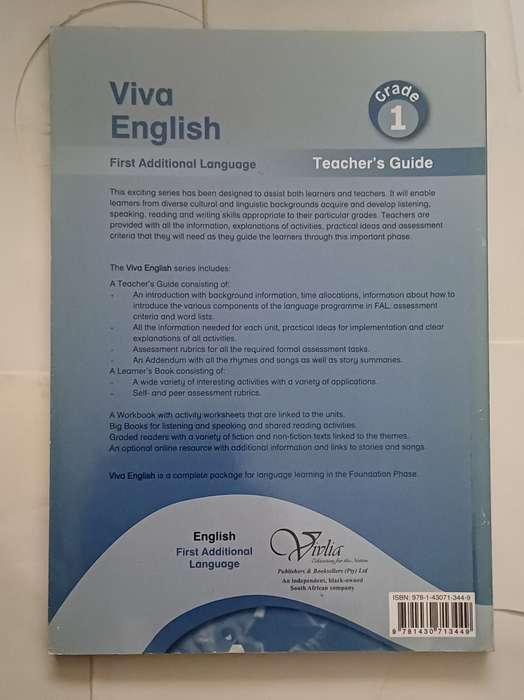 Viva
English
Grade
1
First Additional Language
Teacher's Guide
This exciting series has been designed to assist both learners and teachers. It will enable
learners from diverse cultural and linguistic backgrounds acquire and develop listening,
speaking, reading and writing skills appropriate to their particular grades. Teachers are
provided with all the information, explanations of activities, practical ideas and assessment
criteria that they will need as they guide the learners through this important phase.
The Viva English series includes:
A Teacher's Guide consisting of:
- An introduction with background information, time allocations, information about how to
introduce the various components of the language programme in FAL, assessment
criteria and word lists.
- All the information needed for each unit, practical ideas for implementation and clear
explanations of all activities.
- Assessment rubrics for all the required formal assessment tasks.
- An Addendum with all the rhymes and songs as well as story summaries.
A Learner's Book consisting of:
- A wide variety of interesting activities with a variety of applications.
- Self- and peer assessment rubrics.
A Workbook with activity worksheets that are linked to the units.
Big Books for listening and speaking and shared reading activities.
Graded readers with a variety of fiction and non-fiction texts linked to the themes.
An optional online resource with additional information and links to stories and songs.
Viva English is a complete package for language learning in the Foundation Phase.
English
First Additional
Language
Vivlia
Education for the Nation
Publishers & Booksellers (Pty) Ltd
An independent, black-owned
South African company
ISBN: 978-1-43071-344-9
9 781430 713449